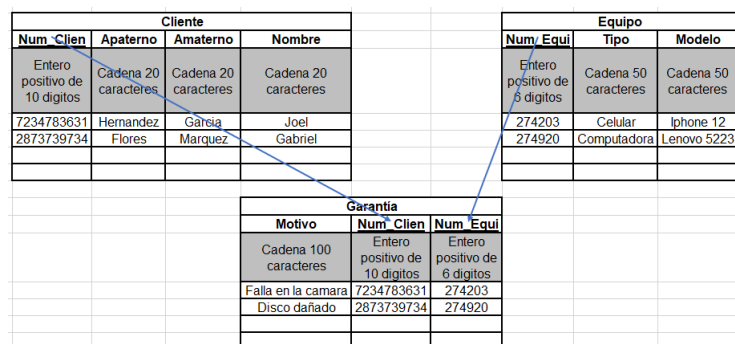 Cliente
Num_Clien Apaterno Amaterno Nombre
Entero
positivo de
10 digitos
Cadena 20
caracteres
Cadena 20
caracteres
Cadena 20
caracteres
7234783631 Hernandez Garcia Joel
2873739734 Flores Marquez Gabriel
Equipo
Num_Equi Tipo Modelo
Entero
positivo de
6 digitos
Cadena 50
caracteres
Cadena 50
caracteres
274203 Celular Iphone 12
274920 Computadora Lenovo 5223
Garantía
Motivo Num_Clien Num_Equi
Cadena 100
caracteres
Entero
positivo de
10 digitos
Entero
positivo de
6 digitos
Falla en la camara 7234783631 274203
Disco dañado 2873739734 274920